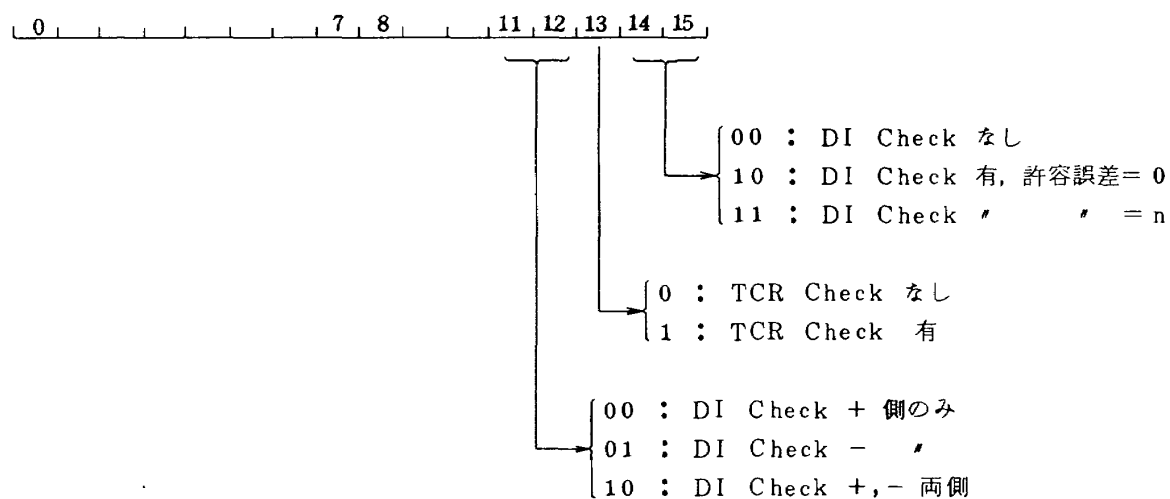 0 7 8 11 12 13 14 15
00 : DI Check なし
10 : DI Check 有, 許容誤差=0
11 : DI Check 〃 〃 =n
0 : TCR Check なし
1 : TCR Check 有
00 : DI Check + 側のみ
01 : DI Check - 〃
10 : DI Check +,- 両側